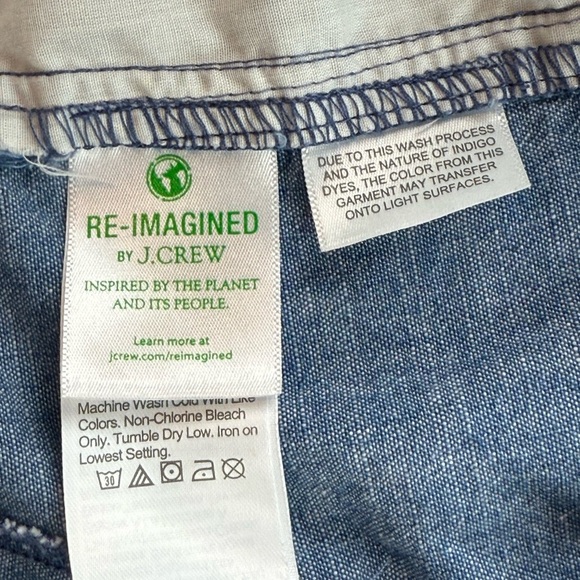 RE-IMAGINED
BY J.CREW
INSPIRED BY THE PLANET
AND ITS PEOPLE.
Learn more at
jcrew.com/reimagined
Machine Wash Cold With Like
Colors. Non-Chlorine Bleach
Only. Tumble Dry Low. Iron on
Lowest Setting.
30
DUE TO THIS WASH PROCESS
AND THE NATURE OF INDIGO
DYES, THE COLOR FROM THIS
GARMENT MAY TRANSFER
ONTO LIGHT SURFACES.